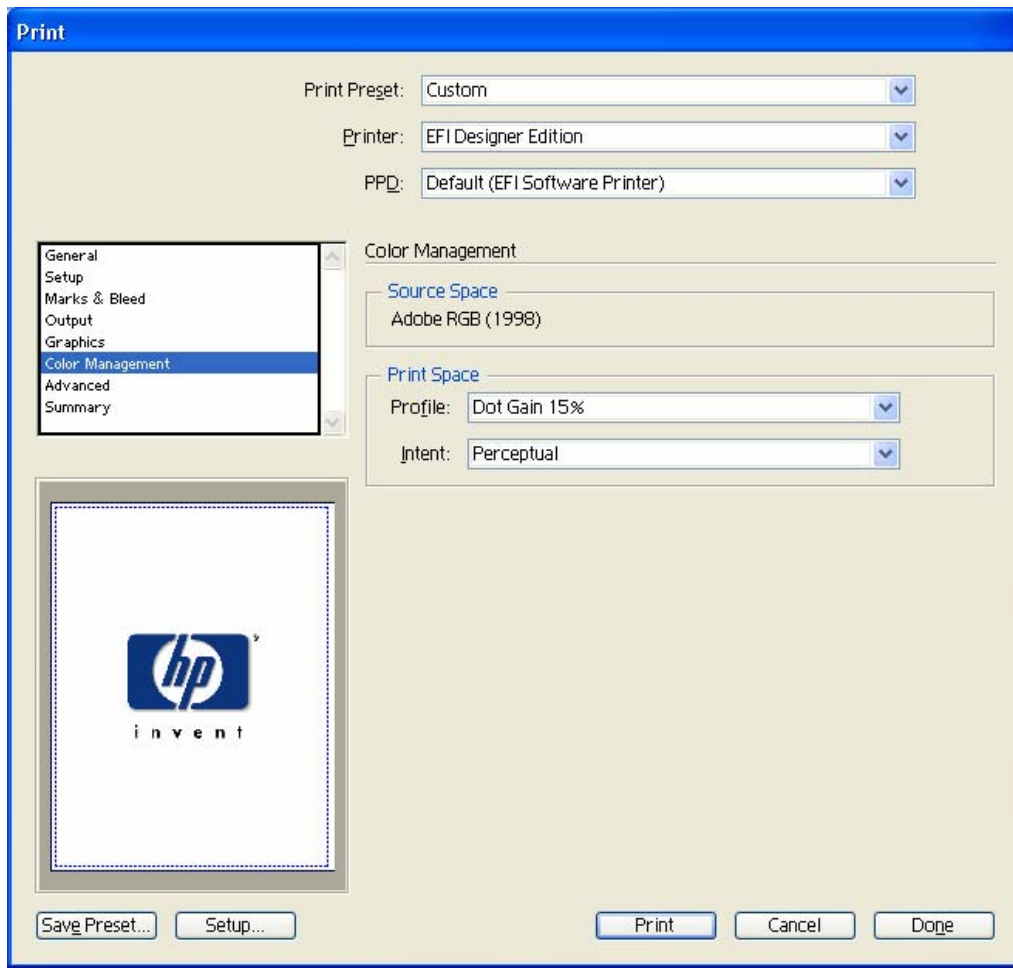 Print
Print Preset: Custom
Printer: EFI Designer Edition
PPD: Default (EFI Software Printer)
General
Setup
Marks & Bleed
Output
Graphics
Color Management
Advanced
Summary
Color Management
Source Space
Adobe RGB (1998)
Print Space
Profile: Dot Gain 15%
Intent: Perceptual
hp
invent
Save Preset... Setup... Print Cancel Done